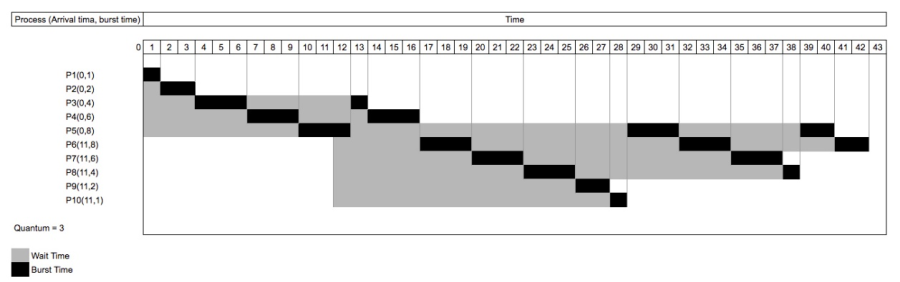 Process (Arrival tima, burst time) Time
0 1 2 3 4 5 6 7 8 9 10 11 12 13 14 15 16 17 18 19 20 21 22 23 24 25 26 27 28 29 30 31 32 33 34 35 36 37 38 39 40 41 42 43
P1(0,1)
P2(0,2)
P3(0,4)
P4(0,6)
P5(0,8)
P6(11,8)
P7(11,6)
P8(11,4)
P9(11,2)
P10(11,1)
Quantum = 3
Wait Time
Burst Time